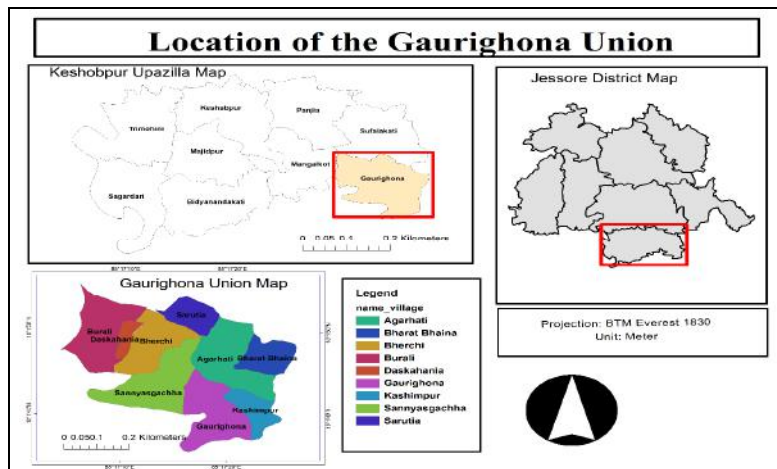 Location of the Gaurighona Union
Keshobpur Upazilla Map
Keshabpur
Panjia
Trimohini
Sufalakati
Majidpur
Mangalkot
Gaurighona
Sagardari
Bidyanandakati
0 0.05 0.1 0.2 Kilometers
Jessore District Map
Gaurighona Union Map
Sarutia
Burali
Daskahania
Bherchi
Agarhati
Bharat Bhaina
Sannyasgachha
Kashimpur
Gaurighona
0 0.050.1 0.2 Kilometers
Legend
name_village
Agarhati
Bharat Bhaina
Bherchi
Burali
Daskahania
Gaurighona
Kashimpur
Sannyasgachha
Sarutia
Projection: BTM Everest 1830
Unit: Meter